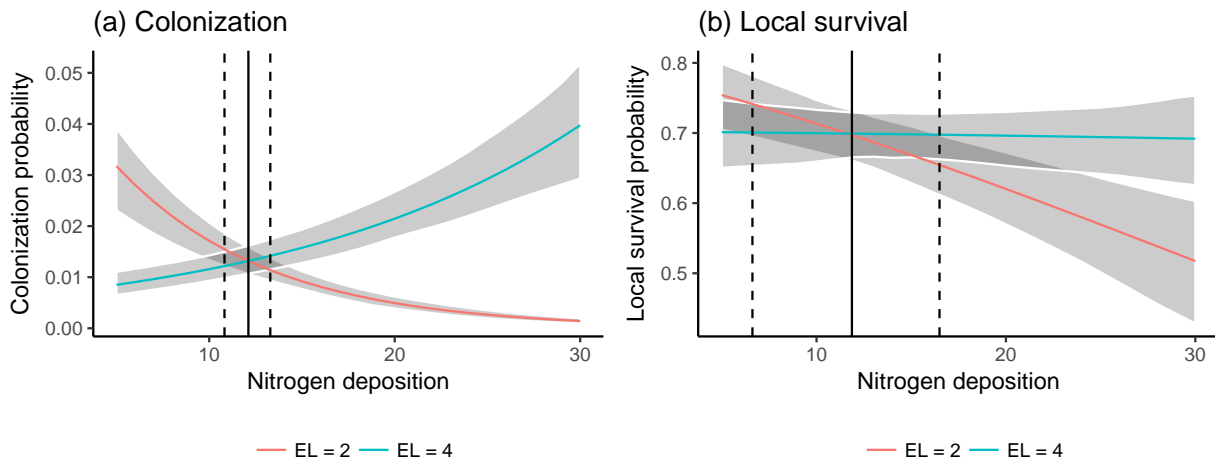 (a) Colonization
Colonization probability
0.05
0.04
0.03
0.02
0.01
0.00
10
20
30
Nitrogen deposition
EL = 2
EL = 4
(b) Local survival
Local survival probability
0.8
0.7
0.6
0.5
10
20
30
Nitrogen deposition
EL = 2
EL = 4